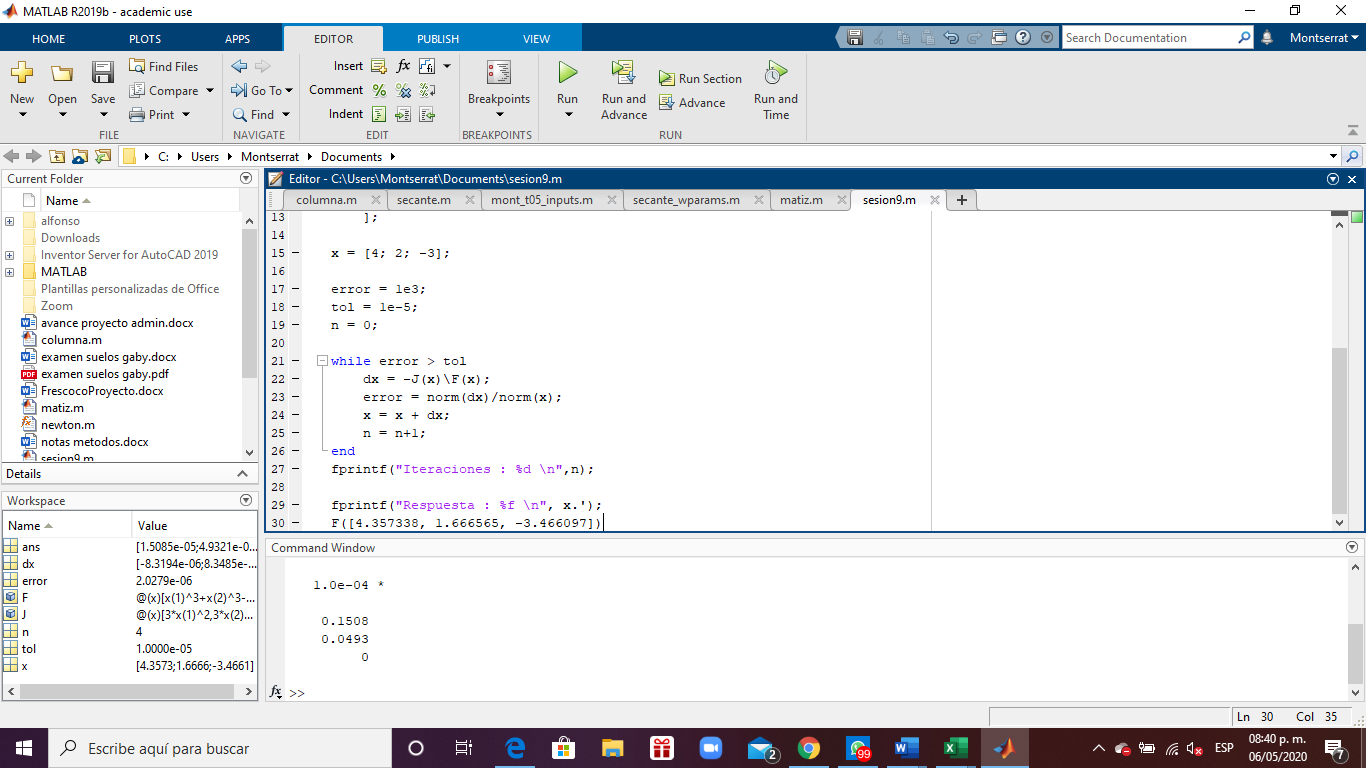 MATLAB R2019b - academic use
HOME PLOTS APPS EDITOR PUBLISH VIEW Search Documentation Montserrat
New Open Save Find Files Compare Print FILE
Go To Find NAVIGATE
Insert fx Comment Indent EDIT
Breakpoints BREAKPOINTS
Run Run and Advance Run Section Advance Run and Time RUN
C: Users Montserrat Documents
Current Folder
Name
alfonso
Downloads
Inventor Server for AutoCAD 2019
MATLAB
Plantillas personalizadas de Office
Zoom
avance proyecto admin.docx
columna.m
examen suelos gaby.docx
examen suelos gaby.pdf
FrescocoProyecto.docx
matiz.m
newton.m
notas metodos.docx
sesion9.m
Details
Workspace
Name Value
ans [1.5085e-05;4.9321e-0...
dx [-8.3194e-06;8.3485e-...
error 2.0279e-06
F @(x)[x(1)^3+x(2)^3-...
J @(x)[3*x(1)^2,3*x(2)...
n 4
tol 1.0000e-05
x [4.3573;1.6666;-3.4661]
Editor - C:\Users\Montserrat\Documents\sesion9.m
columna.m secante.m mont_t05_inputs.m secante_wparams.m matiz.m sesion9.m
13 ];
14
15 x = [4; 2; -3];
16
17 error = 1e3;
18 tol = 1e-5;
19 n = 0;
20
21 while error > tol
22 dx = -J(x)\F(x);
23 error = norm(dx)/norm(x);
24 x = x + dx;
25 n = n+1;
26 end
27 fprintf("Iteraciones : %d \n",n);
28
29 fprintf("Respuesta : %f \n", x.');
30 F([4.357338, 1.666565, -3.466097])
Command Window
1.0e-04 *
0.1508
0.0493
0
fx >>
Ln 30 Col 35
Escribe aquí para buscar
2
99
ESP
08:40 p. m.
06/05/2020
7